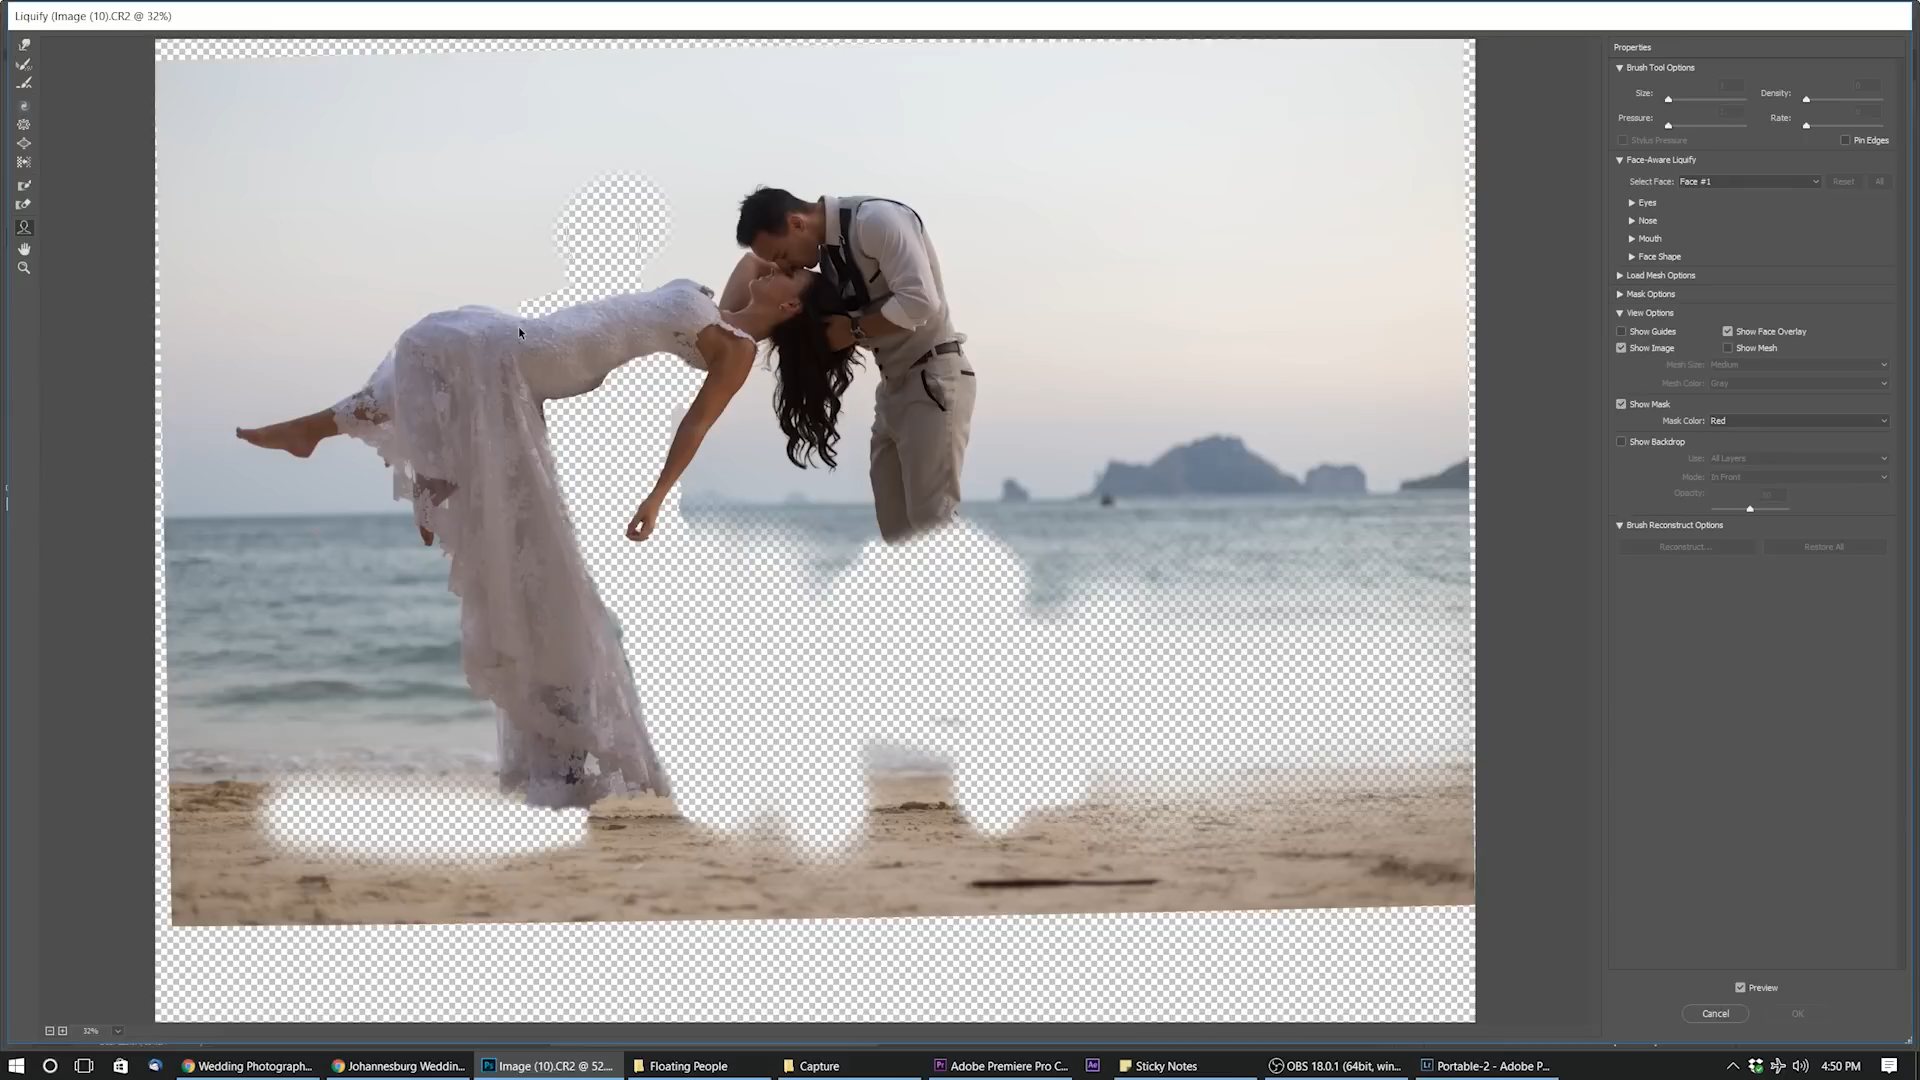 Liquify (Image (10).CR2 @ 32%)
Properties
Brush Tool Options
Size:
Density:
Pressure:
Rate:
Stylus Pressure
Pin Edges
Face-Aware Liquify
Select Face: Face #1
Reset
All
Eyes
Nose
Mouth
Face Shape
Load Mesh Options
Mask Options
View Options
Show Guides
Show Face Overlay
Show Image
Show Mesh
Mesh Size: Medium
Mesh Color: Gray
Show Mask
Mask Color: Red
Show Backdrop
Use: All Layers
Mode: In Front
Opacity: 50
Brush Reconstruct Options
Reconstruct...
Restore All
Preview
Cancel
OK
32%
Wedding Photograph...
Johannesburg Weddin...
Image (10).CR2 @ 52...
Floating People
Capture
Adobe Premiere Pro C...
Sticky Notes
OBS 18.0.1 (64bit, win...
Portable-2 - Adobe P...
4:50 PM